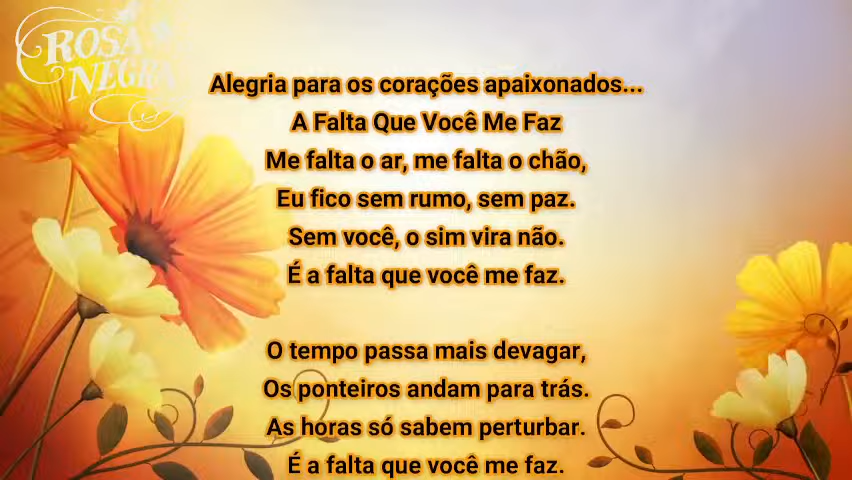 ROSA
NEGRA
Alegria para os corações apaixonados...
A Falta Que Você Me Faz
Me falta o ar, me falta o chão,
Eu fico sem rumo, sem paz.
Sem você, o sim vira não.
É a falta que você me faz.
O tempo passa mais devagar,
Os ponteiros andam para trás.
As horas só sabem perturbar.
É a falta que você me faz.